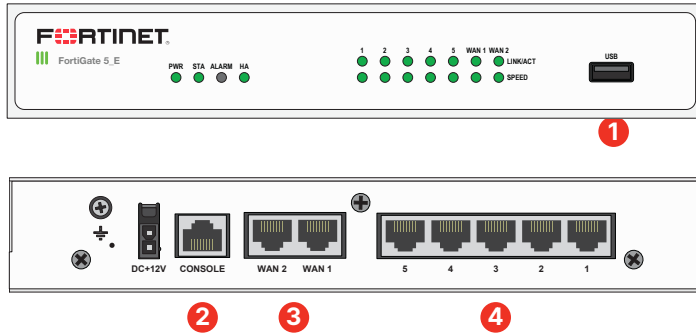 FORTINET
FortiGate 5_E
PWR STA ALARM HA
1 2 3 4 5 WAN 1 WAN 2
LINK/ACT
SPEED
USB
1
DC+12V CONSOLE WAN 2 WAN 1 5 4 3 2 1
2 3 4